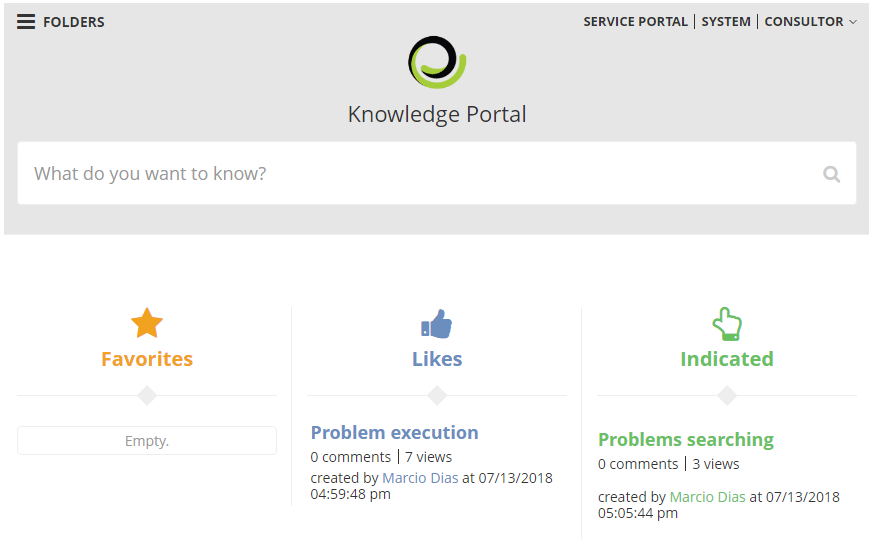 FOLDERS
SERVICE PORTAL | SYSTEM | CONSULTOR
Knowledge Portal
What do you want to know?
Favorites
Empty.
Likes
Problem execution
0 comments | 7 views
created by Marcio Dias at 07/13/2018
04:59:48 pm
Indicated
Problems searching
0 comments | 3 views
created by Marcio Dias at 07/13/2018
05:05:44 pm